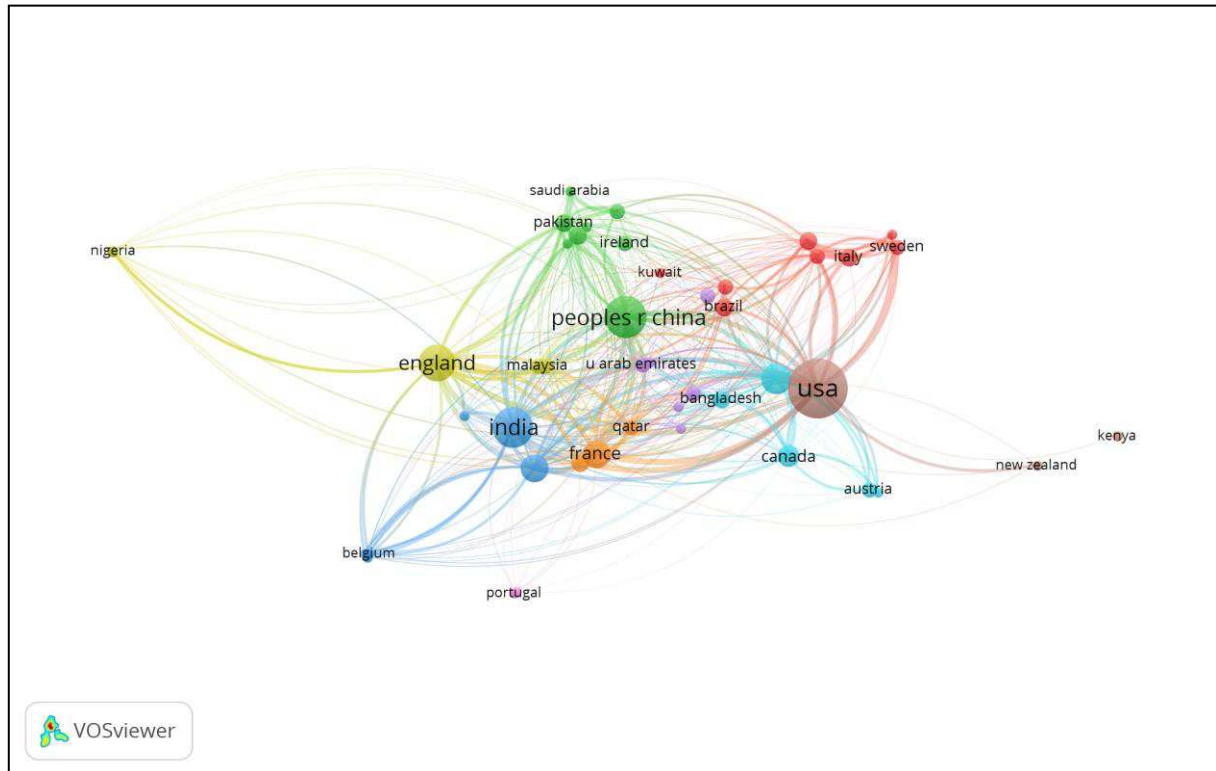 saudi arabia
pakistan
ireland
nigeria
kuwait
italy
sweden
brazil
peoples r china
england
malaysia
u arab emirates
usa
bangladesh
india
qatar
france
canada
kenya
new zealand
austria
belgium
portugal
VOSviewer